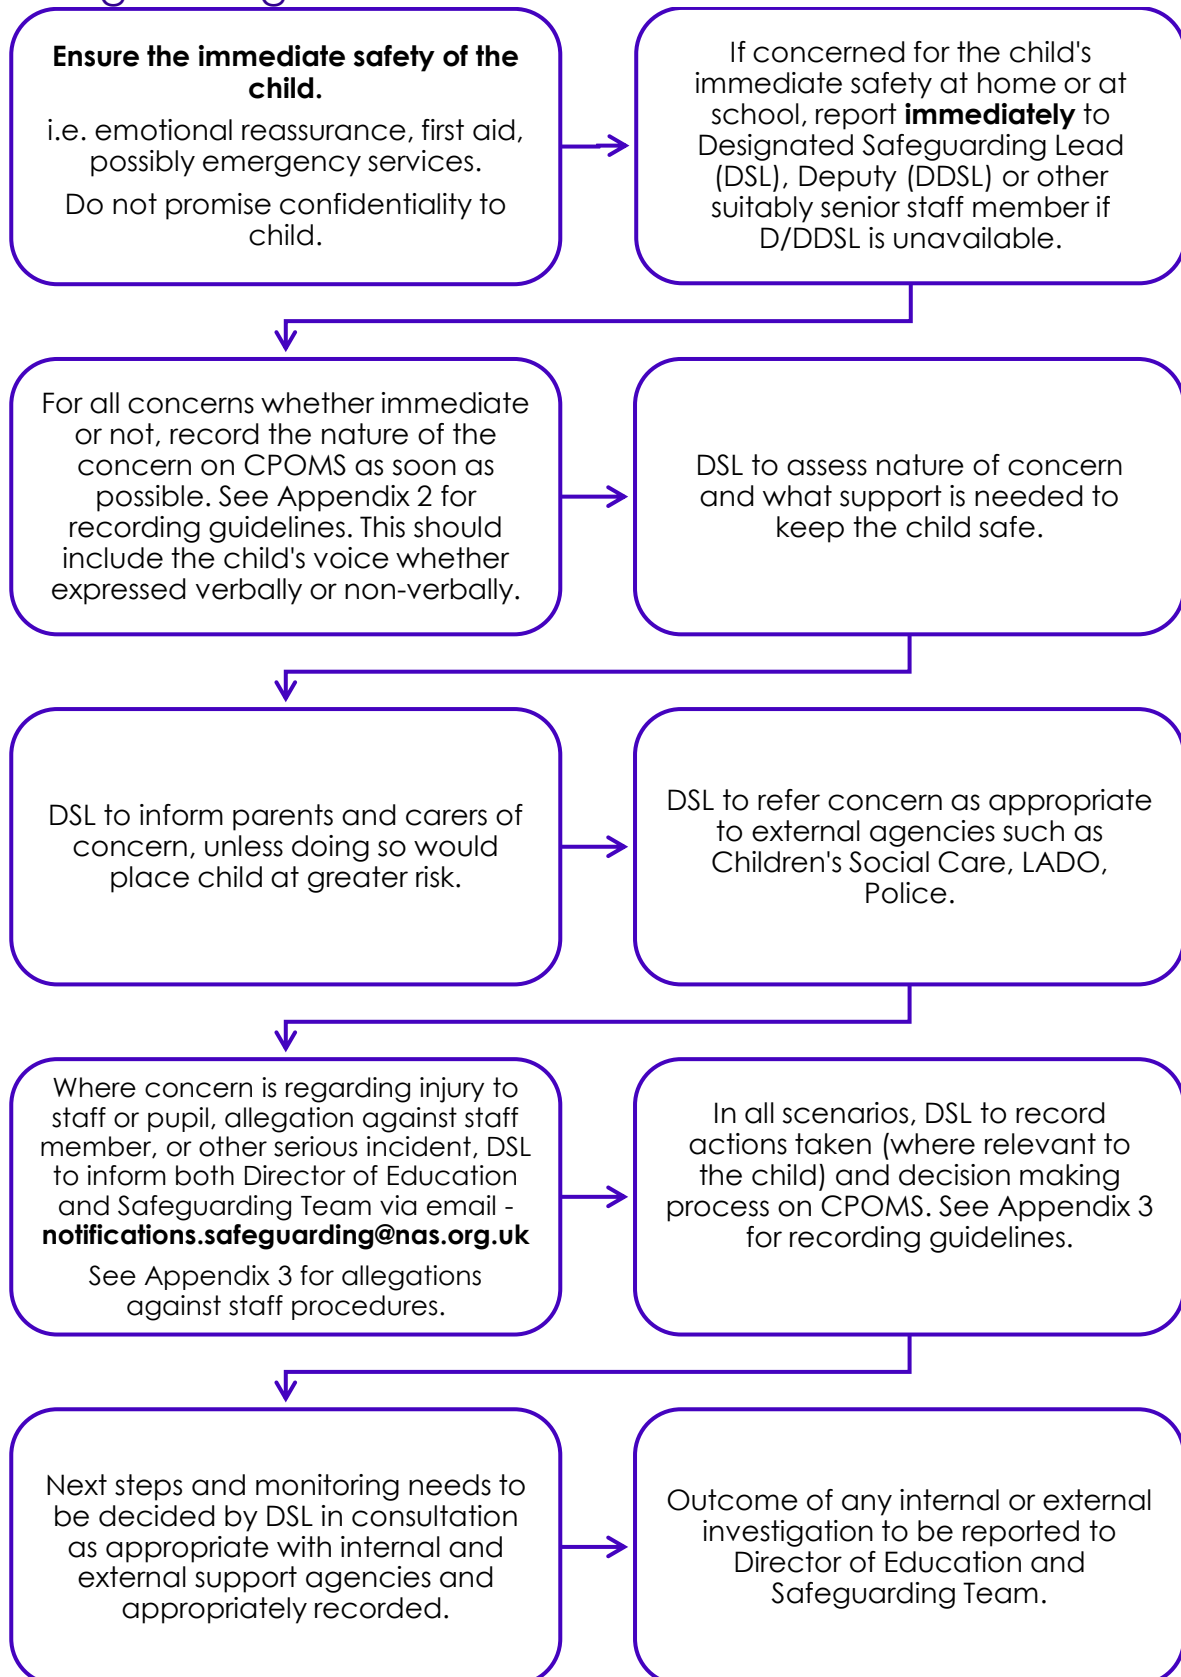 Ensure the immediate safety of the
child.
i.e. emotional reassurance, first aid,
possibly emergency services.
Do not promise confidentiality to
child.
If concerned for the child's
immediate safety at home or at
school, report immediately to
Designated Safeguarding Lead
(DSL), Deputy (DDSL) or other
suitably senior staff member if
D/DDSL is unavailable.
For all concerns whether immediate
or not, record the nature of the
concern on CPOMS as soon as
possible. See Appendix 2 for
recording guidelines. This should
include the child's voice whether
expressed verbally or non-verbally.
DSL to assess nature of concern
and what support is needed to
keep the child safe.
DSL to inform parents and carers of
concern, unless doing so would
place child at greater risk.
DSL to refer concern as appropriate
to external agencies such as
Children's Social Care, LADO,
Police.
Where concern is regarding injury to
staff or pupil, allegation against staff
member, or other serious incident, DSL
to inform both Director of Education
and Safeguarding Team via email -
notifications.safeguarding@nas.org.uk
See Appendix 3 for allegations
against staff procedures.
In all scenarios, DSL to record
actions taken (where relevant to
the child) and decision making
process on CPOMS. See Appendix 3
for recording guidelines.
Next steps and monitoring needs to
be decided by DSL in consultation
as appropriate with internal and
external support agencies and
appropriately recorded.
Outcome of any internal or external
investigation to be reported to
Director of Education and
Safeguarding Team.